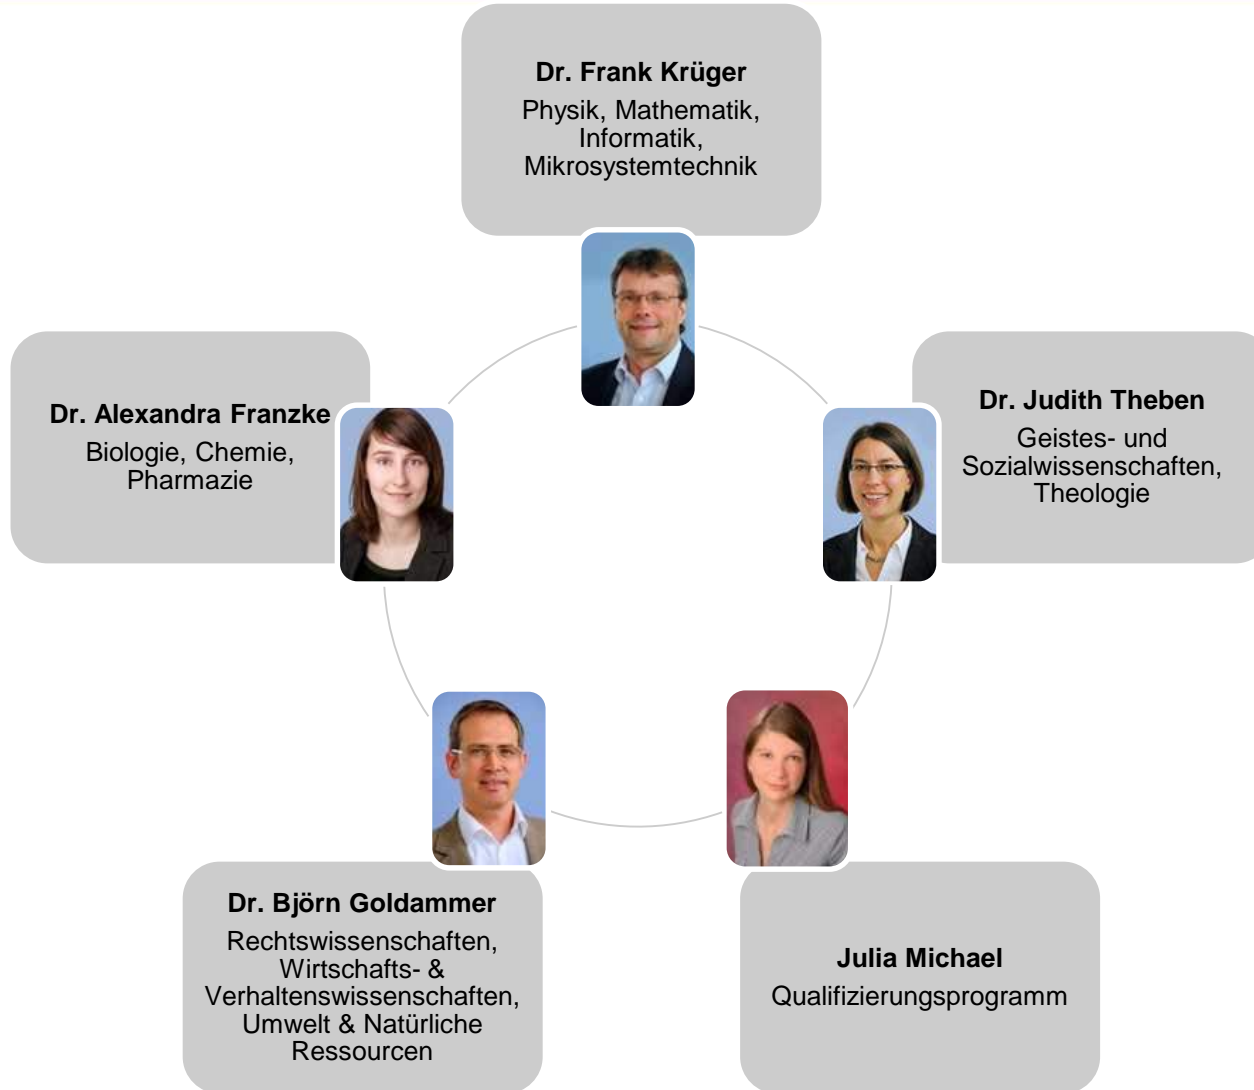 Dr. Frank Krüger
Physik, Mathematik,
Informatik,
Mikrosystemtechnik
Dr. Alexandra Franzke
Biologie, Chemie,
Pharmazie
Dr. Judith Theben
Geistes- und
Sozialwissenschaften,
Theologie
Dr. Björn Goldammer
Rechtswissenschaften,
Wirtschafts- &
Verhaltenswissenschaften,
Umwelt & Natürliche
Ressourcen
Julia Michael
Qualifizierungsprogramm